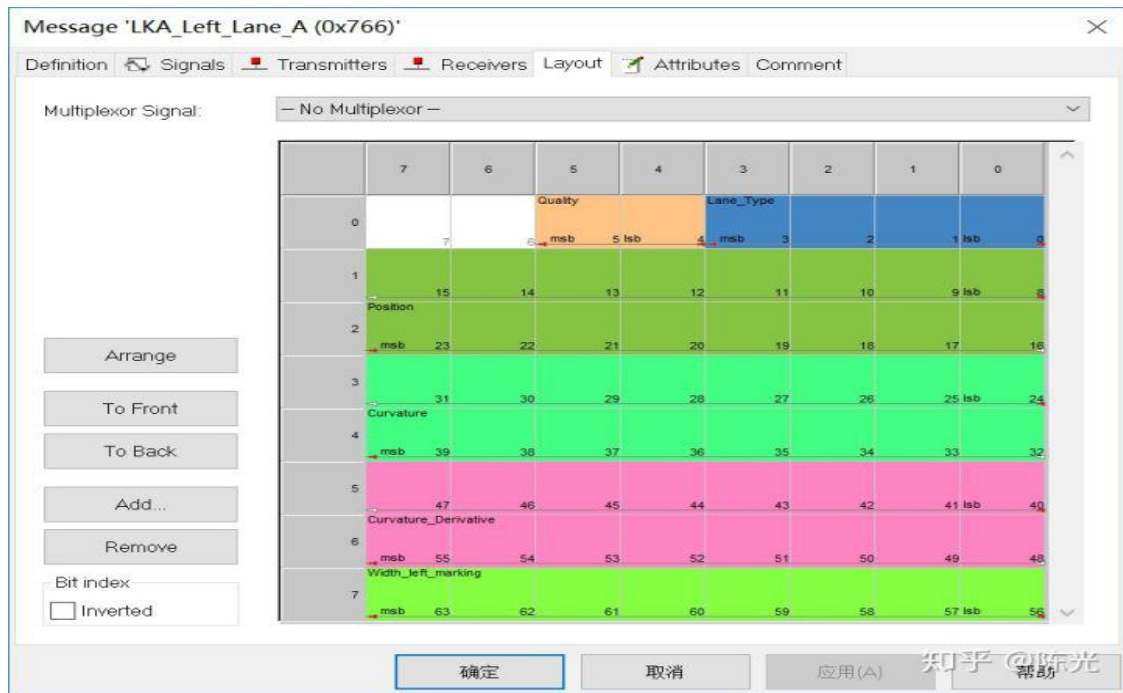 Message 'LKA_Left_Lane_A (0x766)'
Definition Signals Transmitters Receivers Layout Attributes Comment
Multiplexor Signal: -- No Multiplexor --
7 6 5 4 3 2 1 0
Quality Lane_Type
0 7 6 msb 5 lsb 4 msb 3 2 1 lsb 0
1 15 14 13 12 11 10 9 lsb 8
Position
2 msb 23 22 21 20 19 18 17 16
3 31 30 29 28 27 26 25 lsb 24
Curvature
4 msb 39 38 37 36 35 34 33 32
5 47 46 45 44 43 42 41 lsb 40
Curvature_Derivative
6 msb 55 54 53 52 51 50 49 48
Width_left_marking
7 msb 63 62 61 60 59 58 57 lsb 56
Arrange
To Front
To Back
Add...
Remove
Bit index
Inverted
确定 取消 应用(A) 帮助
知乎 @陈光